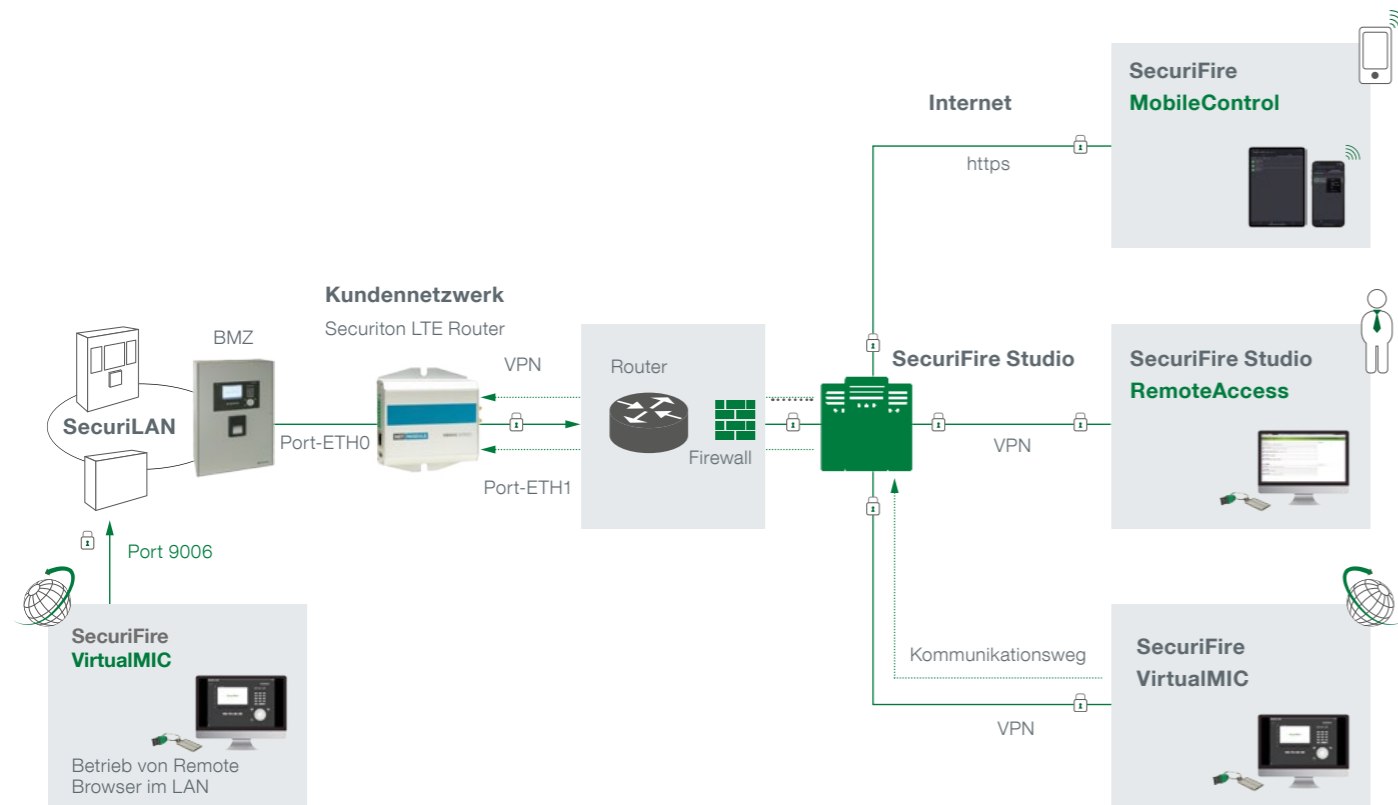 SecuriFire
MobileControl
Internet
https
Kundennetzwerk
Securiton LTE Router
BMZ
VPN
Router
SecuriFire Studio
SecuriFire Studio
RemoteAccess
SecuriLAN
Port-ETH0
Firewall
VPN
Port-ETH1
Port 9006
SecuriFire
VirtualMIC
Betrieb von Remote
Browser im LAN
Kommunikationsweg
VPN
SecuriFire
VirtualMIC